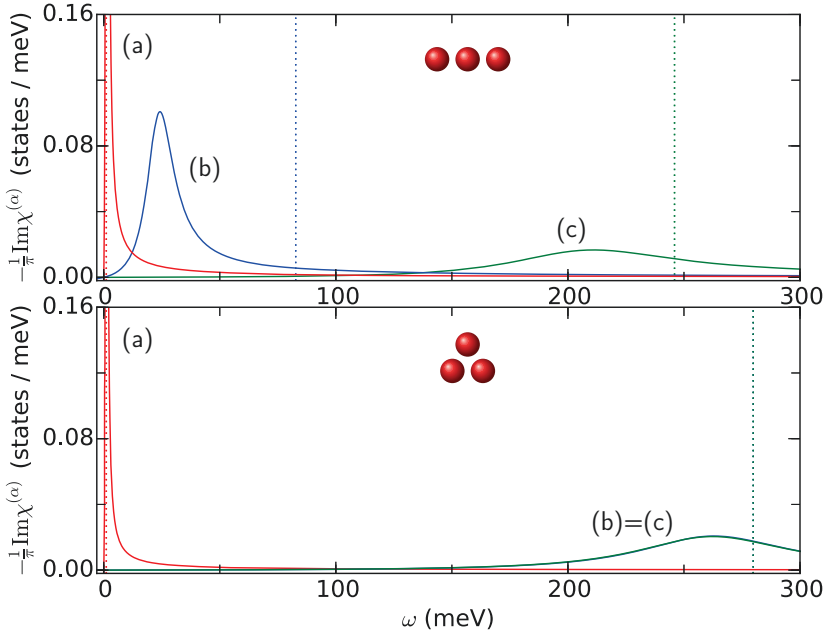 0.16
(a)
0.08
(b)
(c)
0.00
−1/π Imχ^(α) (states / meV)
0 100 200 300
0.16
(a)
0.08
(b)=(c)
0.00
−1/π Imχ^(α) (states / meV)
0 100 200 300
ω (meV)